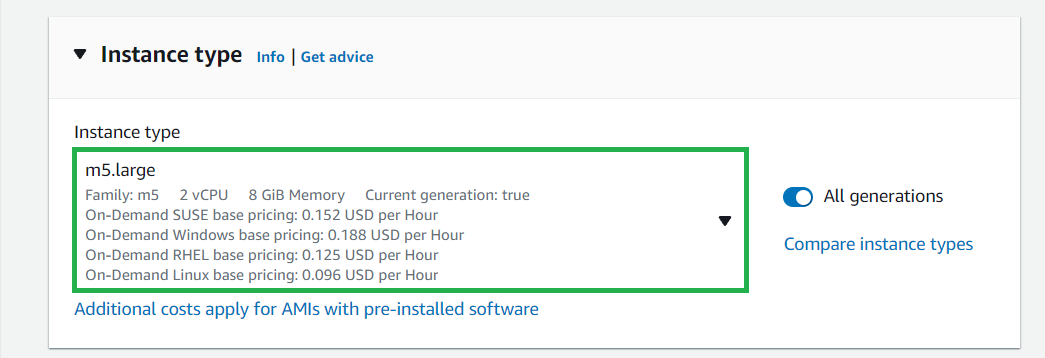 Instance type Info | Get advice
Instance type
m5.large
Family: m5 2 vCPU 8 GiB Memory Current generation: true
On-Demand SUSE base pricing: 0.152 USD per Hour
On-Demand Windows base pricing: 0.188 USD per Hour
On-Demand RHEL base pricing: 0.125 USD per Hour
On-Demand Linux base pricing: 0.096 USD per Hour
All generations
Compare instance types
Additional costs apply for AMIs with pre-installed software